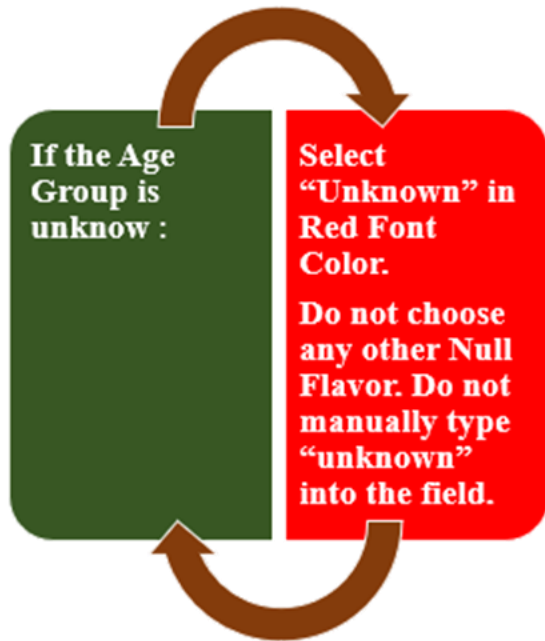 If the Age
Group is
unknow :
Select
“Unknown” in
Red Font
Color.
Do not choose
any other Null
Flavor. Do not
manually type
“unknown”
into the field.